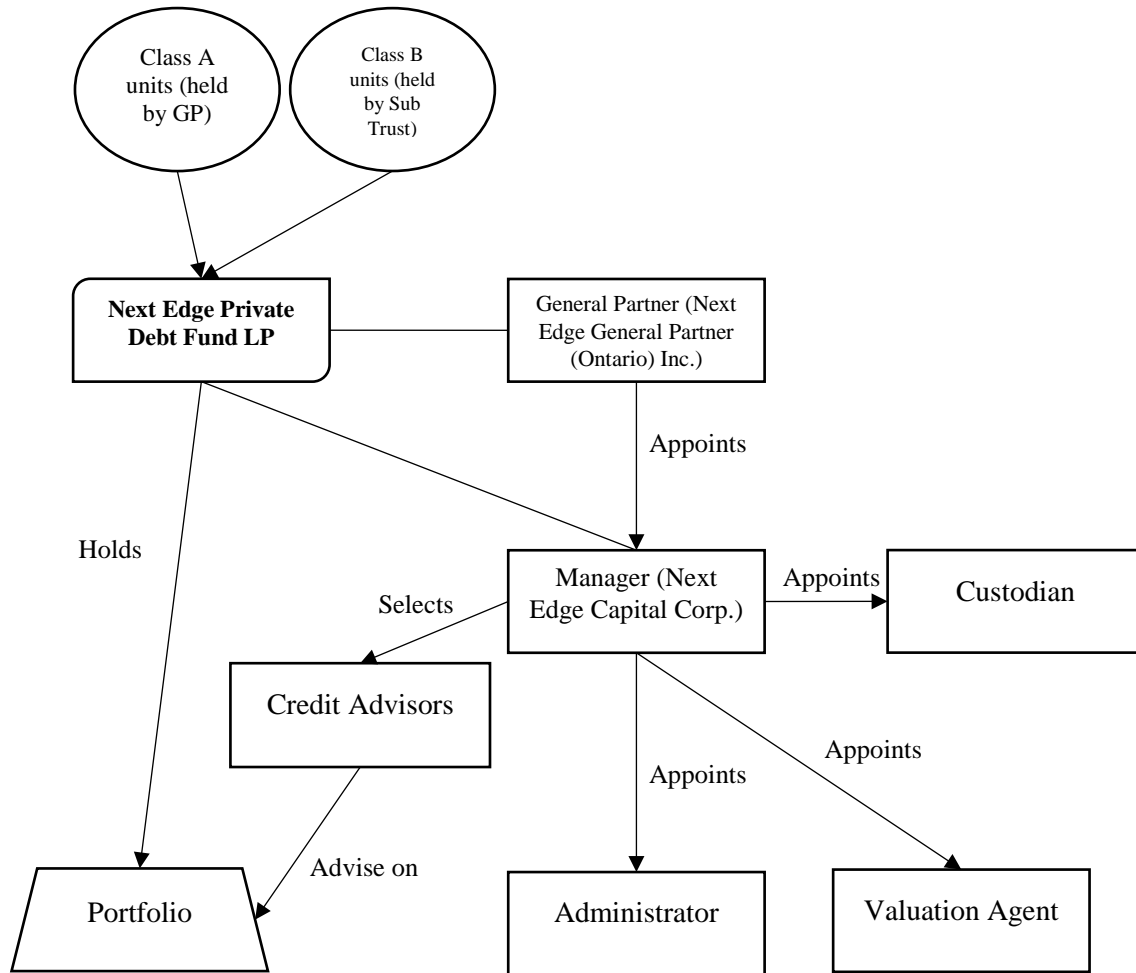 Class A
units (held
by GP)
Class B
units (held
by Sub
Trust)
Next Edge Private
Debt Fund LP
General Partner (Next
Edge General Partner
(Ontario) Inc.)
Appoints
Holds
Manager (Next
Edge Capital Corp.)
Appoints
Custodian
Selects
Credit Advisors
Appoints
Appoints
Advise on
Portfolio
Administrator
Valuation Agent